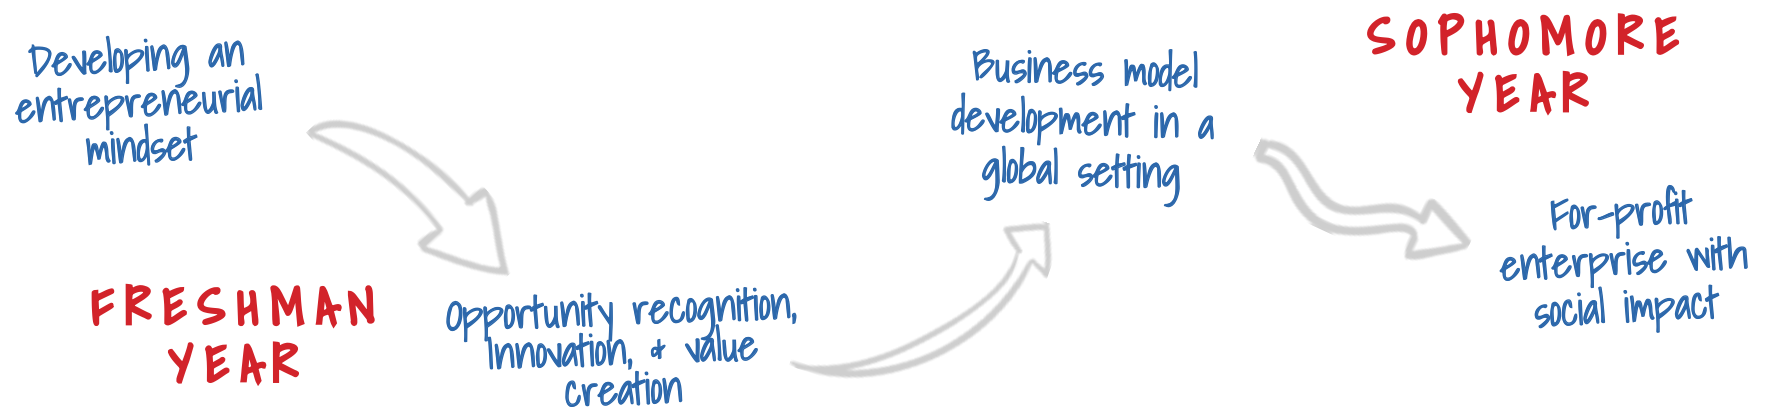 Developing an
entrepreneurial
mindset
FRESHMAN
YEAR
Opportunity recognition,
Innovation, & value
creation
Business model
development in a
global setting
SOPHOMORE
YEAR
For-profit
enterprise with
social impact